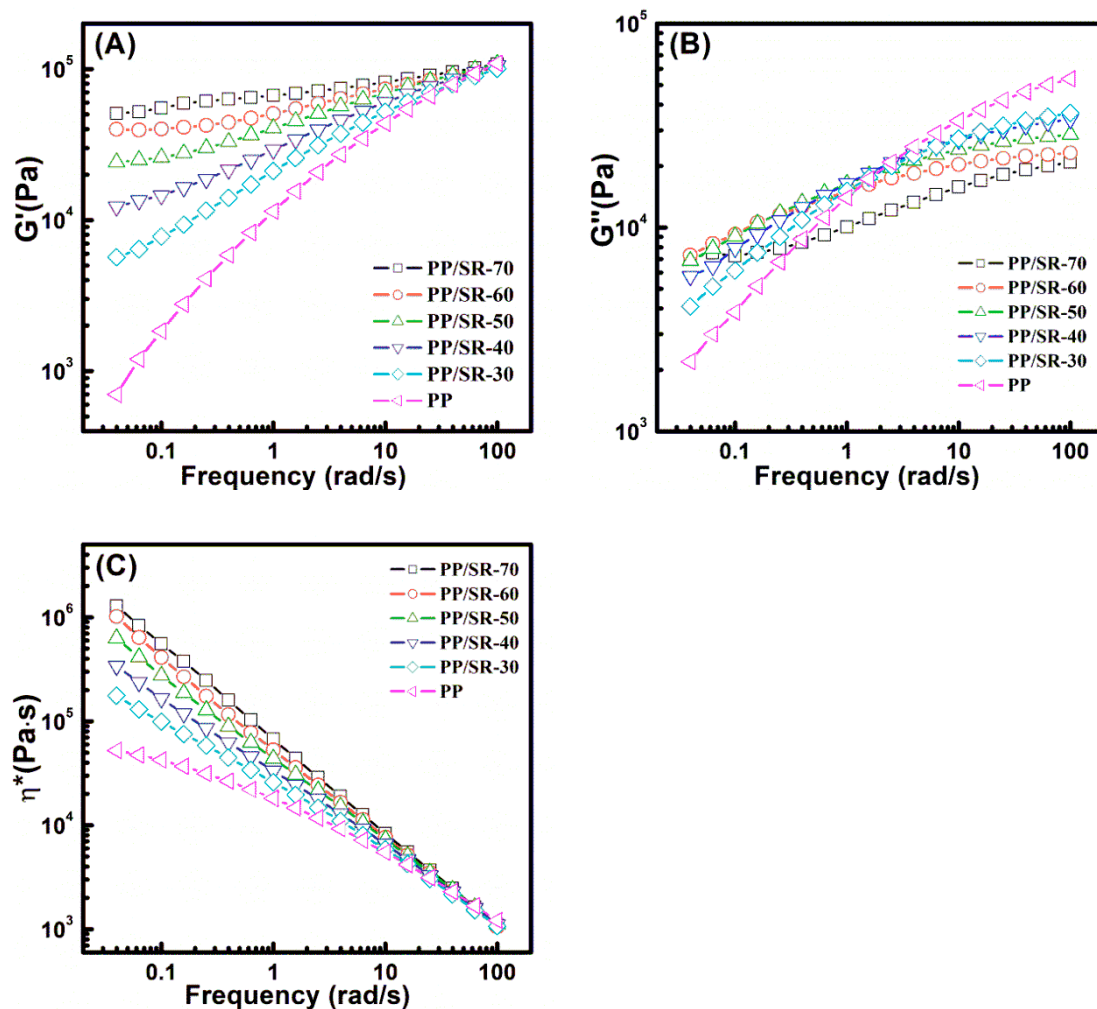 (A)
G'(Pa)
10⁵
10⁴
10³
PP/SR-70
PP/SR-60
PP/SR-50
PP/SR-40
PP/SR-30
PP
0.1 1 10 100
Frequency (rad/s)
(B)
G''(Pa)
10⁵
10⁴
10³
PP/SR-70
PP/SR-60
PP/SR-50
PP/SR-40
PP/SR-30
PP
0.1 1 10 100
Frequency (rad/s)
(C)
η*(Pa·s)
10⁶
10⁵
10⁴
10³
PP/SR-70
PP/SR-60
PP/SR-50
PP/SR-40
PP/SR-30
PP
0.1 1 10 100
Frequency (rad/s)